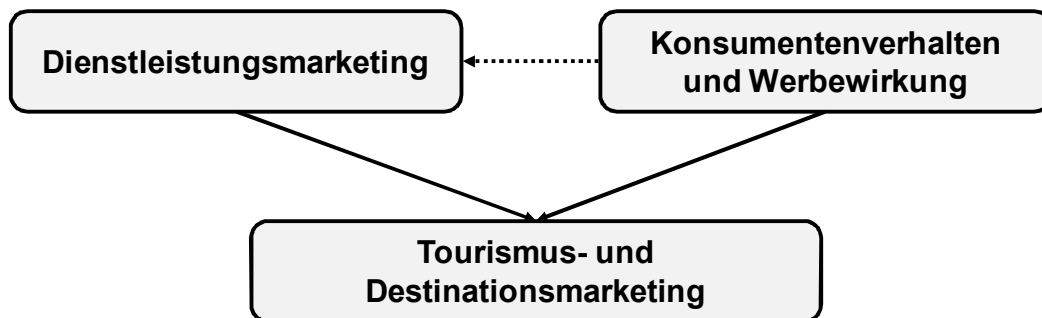 Dienstleistungsmarketing
Konsumentenverhalten
und Werbewirkung
Tourismus- und
Destinationsmarketing